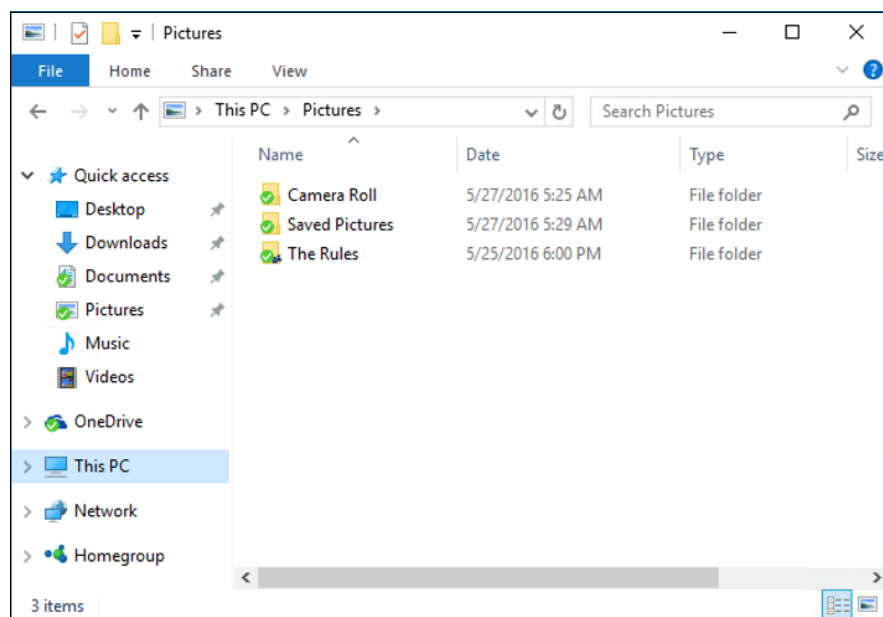 Pictures
File Home Share View
This PC Pictures Search Pictures
Name Date Type Size
Quick access
Desktop
Downloads
Documents
Pictures
Music
Videos
OneDrive
This PC
Network
Homegroup
Camera Roll 5/27/2016 5:25 AM File folder
Saved Pictures 5/27/2016 5:29 AM File folder
The Rules 5/25/2016 6:00 PM File folder
3 items